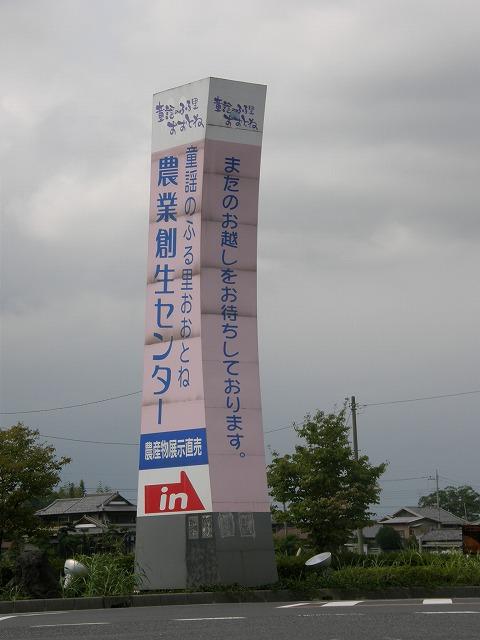 童謡のふる里
おおとね
童謡のふる里おおとね
農業創生センター
農産物展示直売
in
童謡のふる里
おおとね
またのお越しをお待ちしております。